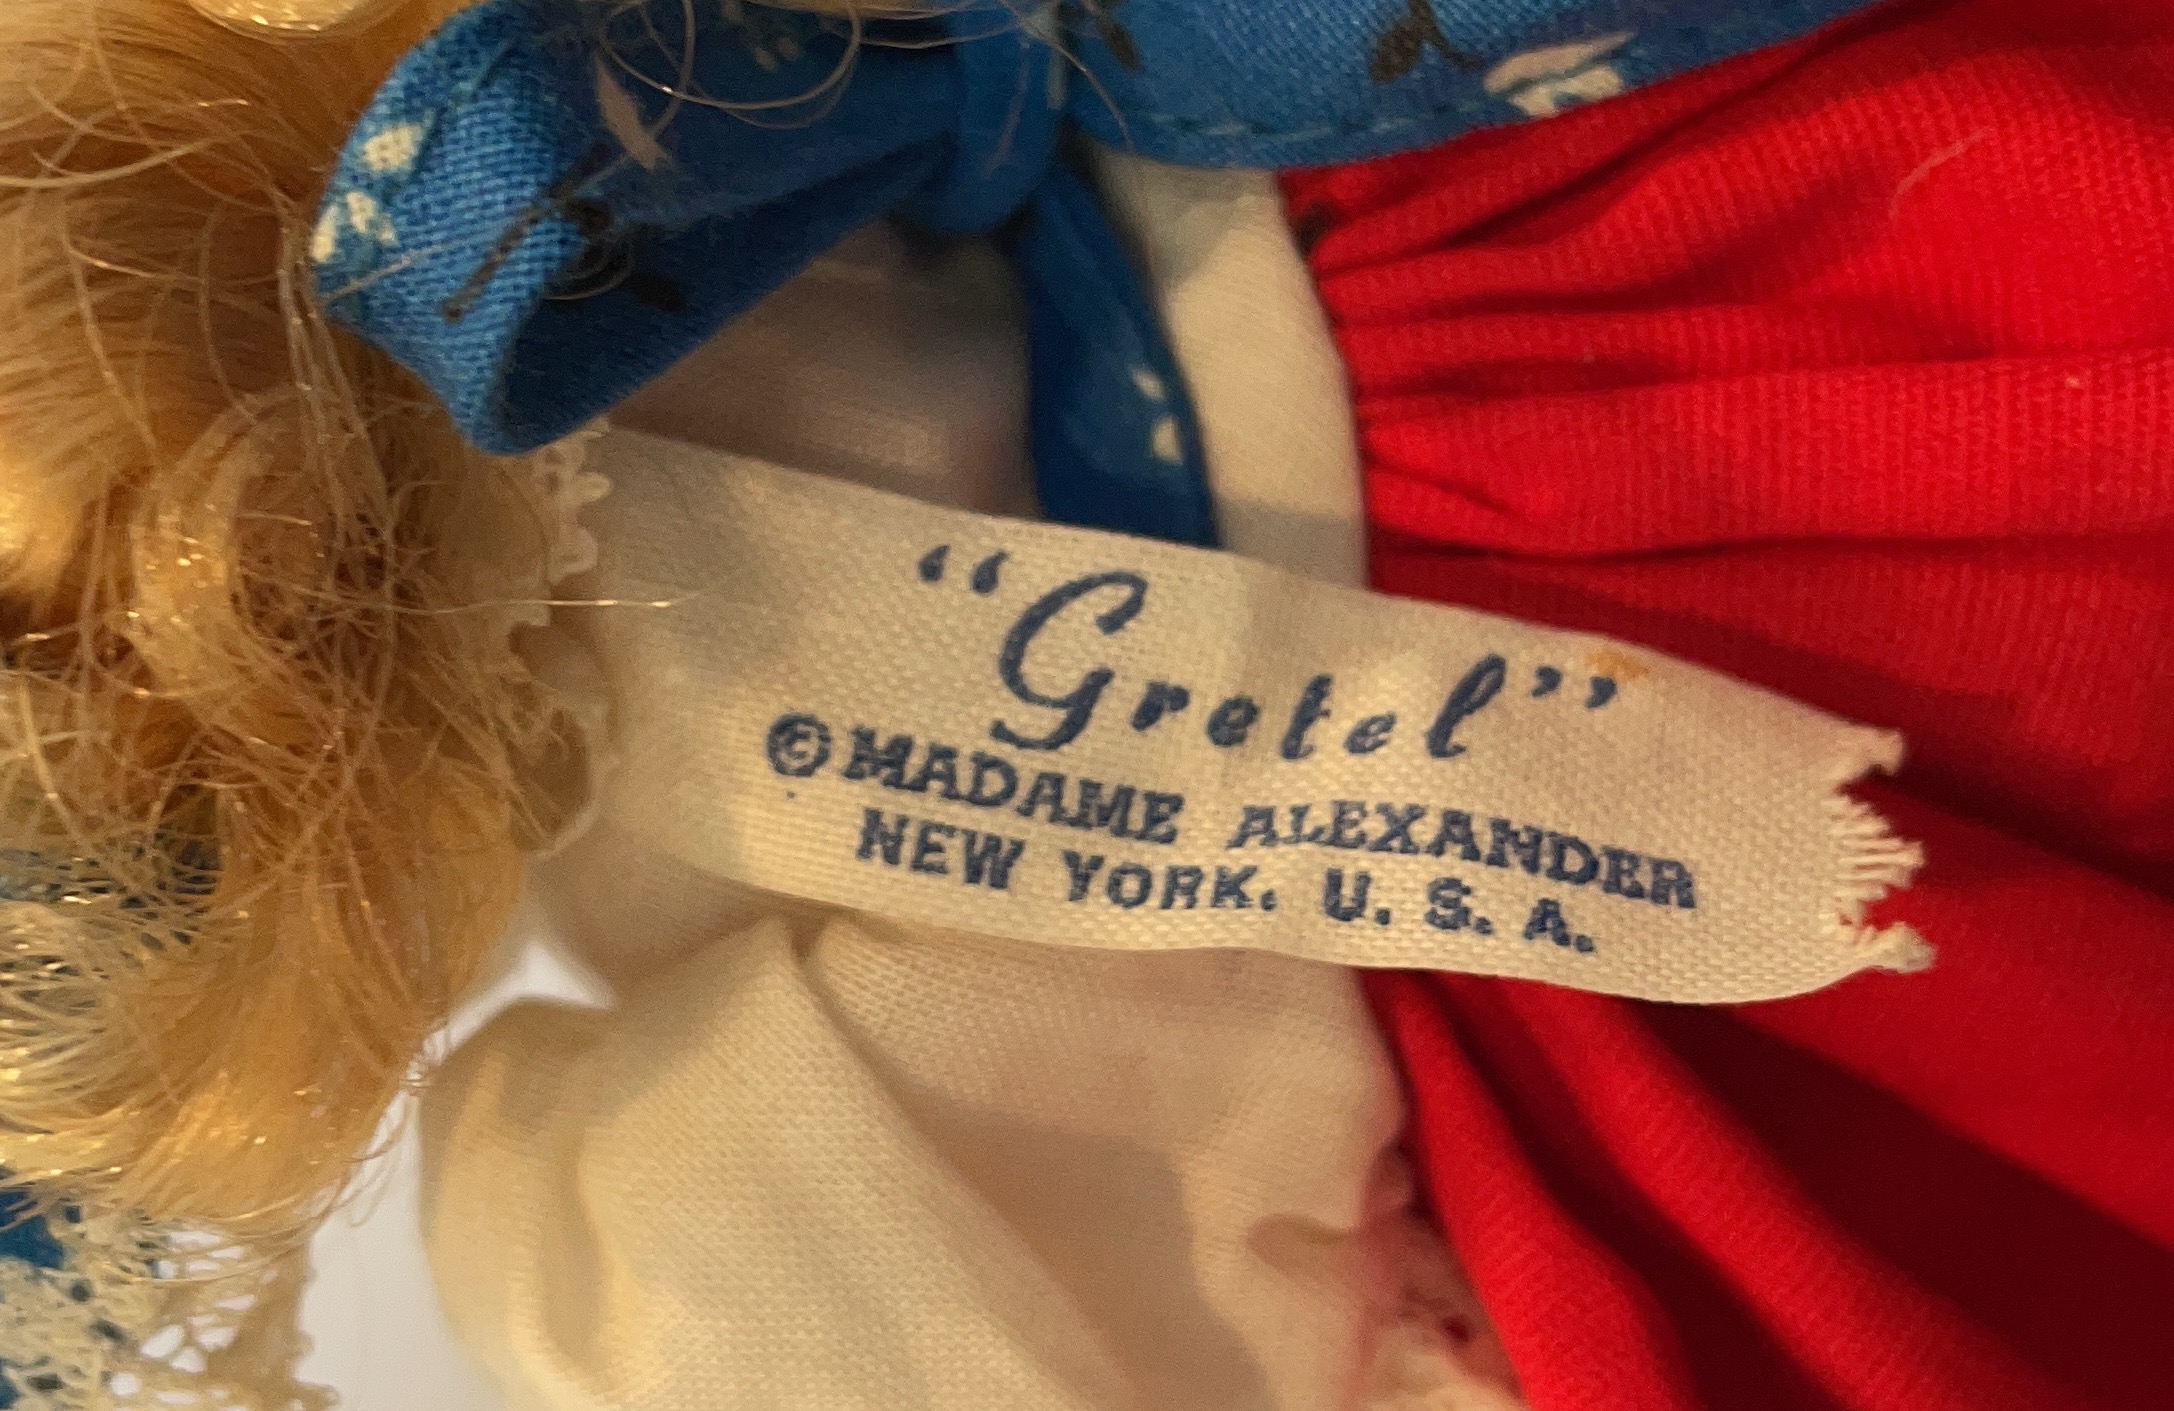 “Gretel”
©MADAME ALEXANDER
NEW YORK. U. S. A.